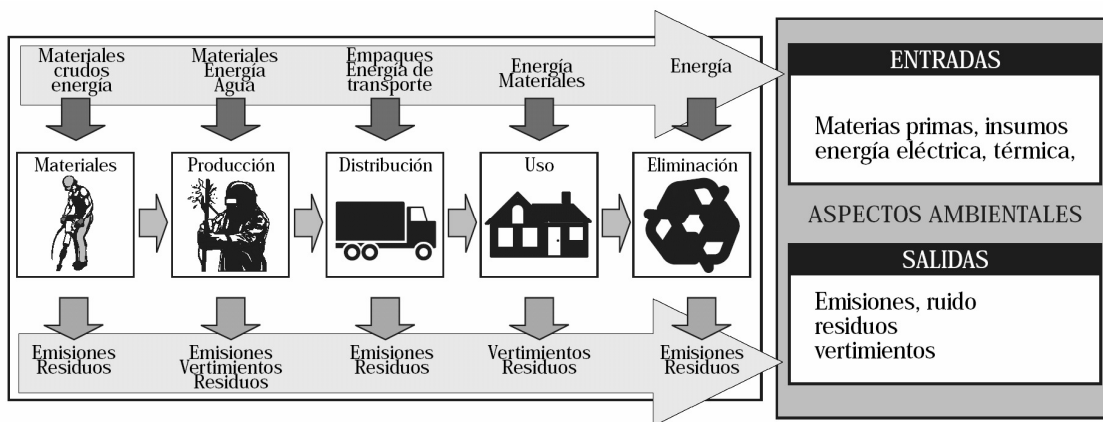 Materiales
crudos
energía
Materiales
Energía
Agua
Empaques
Energía de
transporte
Energía
Materiales
Energía
Materiales
Producción
Distribución
Uso
Eliminación
Emisiones
Residuos
Emisiones
Vertimientos
Residuos
Emisiones
Residuos
Vertimientos
Residuos
Emisiones
Residuos
ENTRADAS
Materias primas, insumos
energía eléctrica, térmica,
ASPECTOS AMBIENTALES
SALIDAS
Emisiones, ruido
residuos
vertimientos